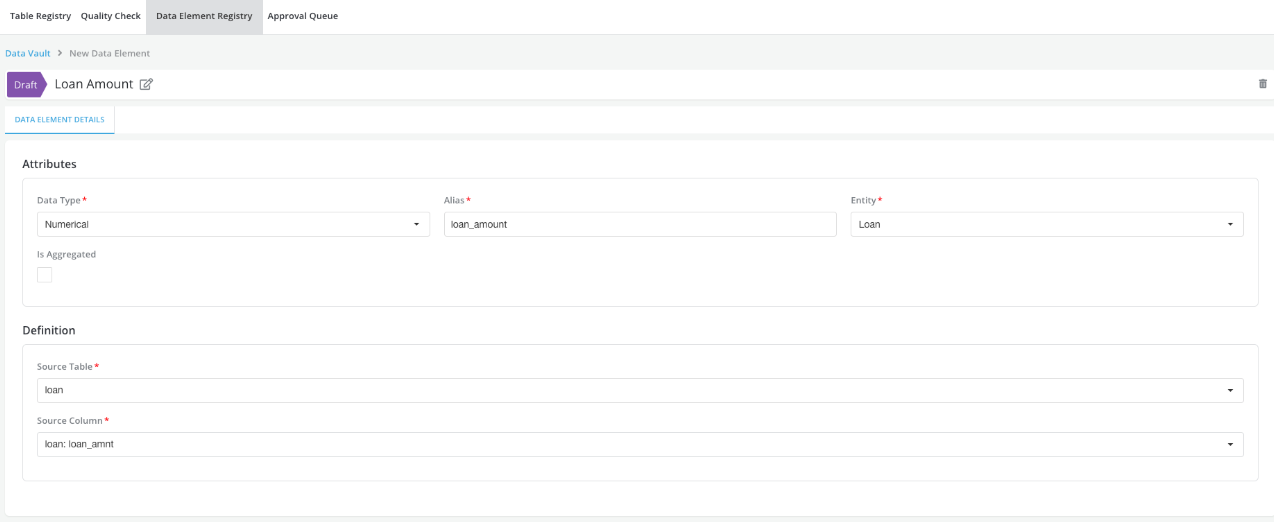 Table Registry Quality Check Data Element Registry Approval Queue
Data Vault > New Data Element
Draft Loan Amount
DATA ELEMENT DETAILS
Attributes
Data Type* Alias* Entity*
Numerical loan_amount Loan
Is Aggregated
Definition
Source Table*
loan
Source Column*
loan: loan_amnt